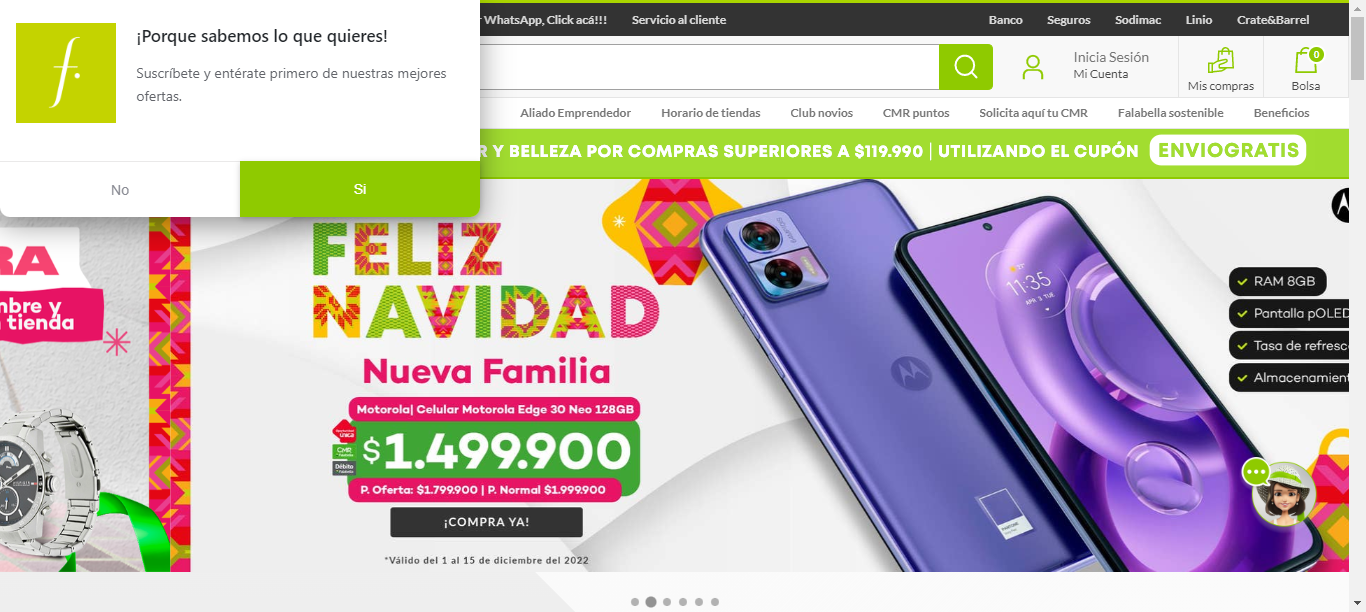 ¡Porque sabemos lo que quieres!
Suscríbete y entérate primero de nuestras mejores
ofertas.
No
Si
WhatsApp, Click acá!!!
Servicio al cliente
Banco
Seguros
Sodimac
Linio
Crate&Barrel
Inicia Sesión
Mi Cuenta
Mis compras
0
Bolsa
Aliado Emprendedor
Horario de tiendas
Club novios
CMR puntos
Solicita aquí tu CMR
Falabella sostenible
Beneficios
Y BELLEZA POR COMPRAS SUPERIORES A $119.990 | UTILIZANDO EL CUPÓN ENVIOGRATIS
RA
mbre y
tienda
FELIZ
NAVIDAD
Nueva Familia
Motorola| Celular Motorola Edge 30 Neo 128GB
única
CMR
Débito
$1.499.900
P. Oferta: $1.799.900 | P. Normal $1.999.900
¡COMPRA YA!
*Válido del 1 al 15 de diciembre del 2022
11:35
APR 3, TUE
PANTONE
RAM 8GB
Pantalla pOLED
Tasa de refresc
Almacenamient